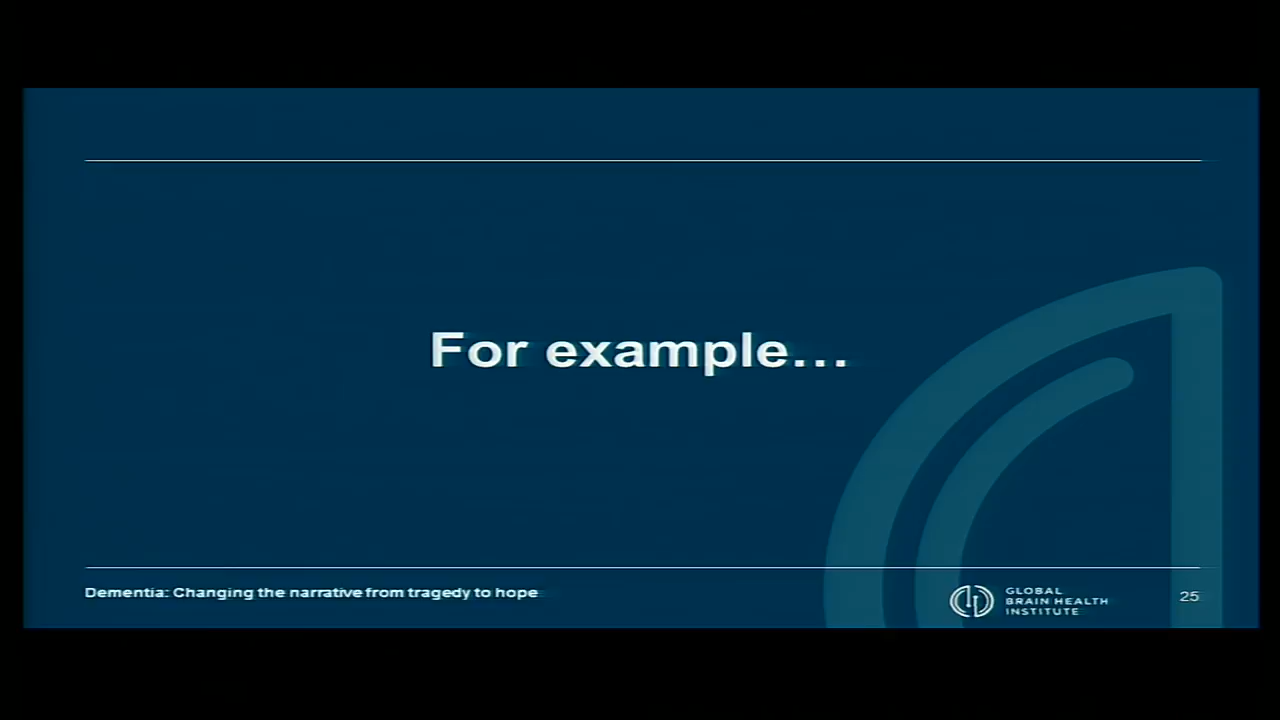 For example…
Dementia: Changing the narrative from tragedy to hope
GLOBAL
BRAIN HEALTH
INSTITUTE
25